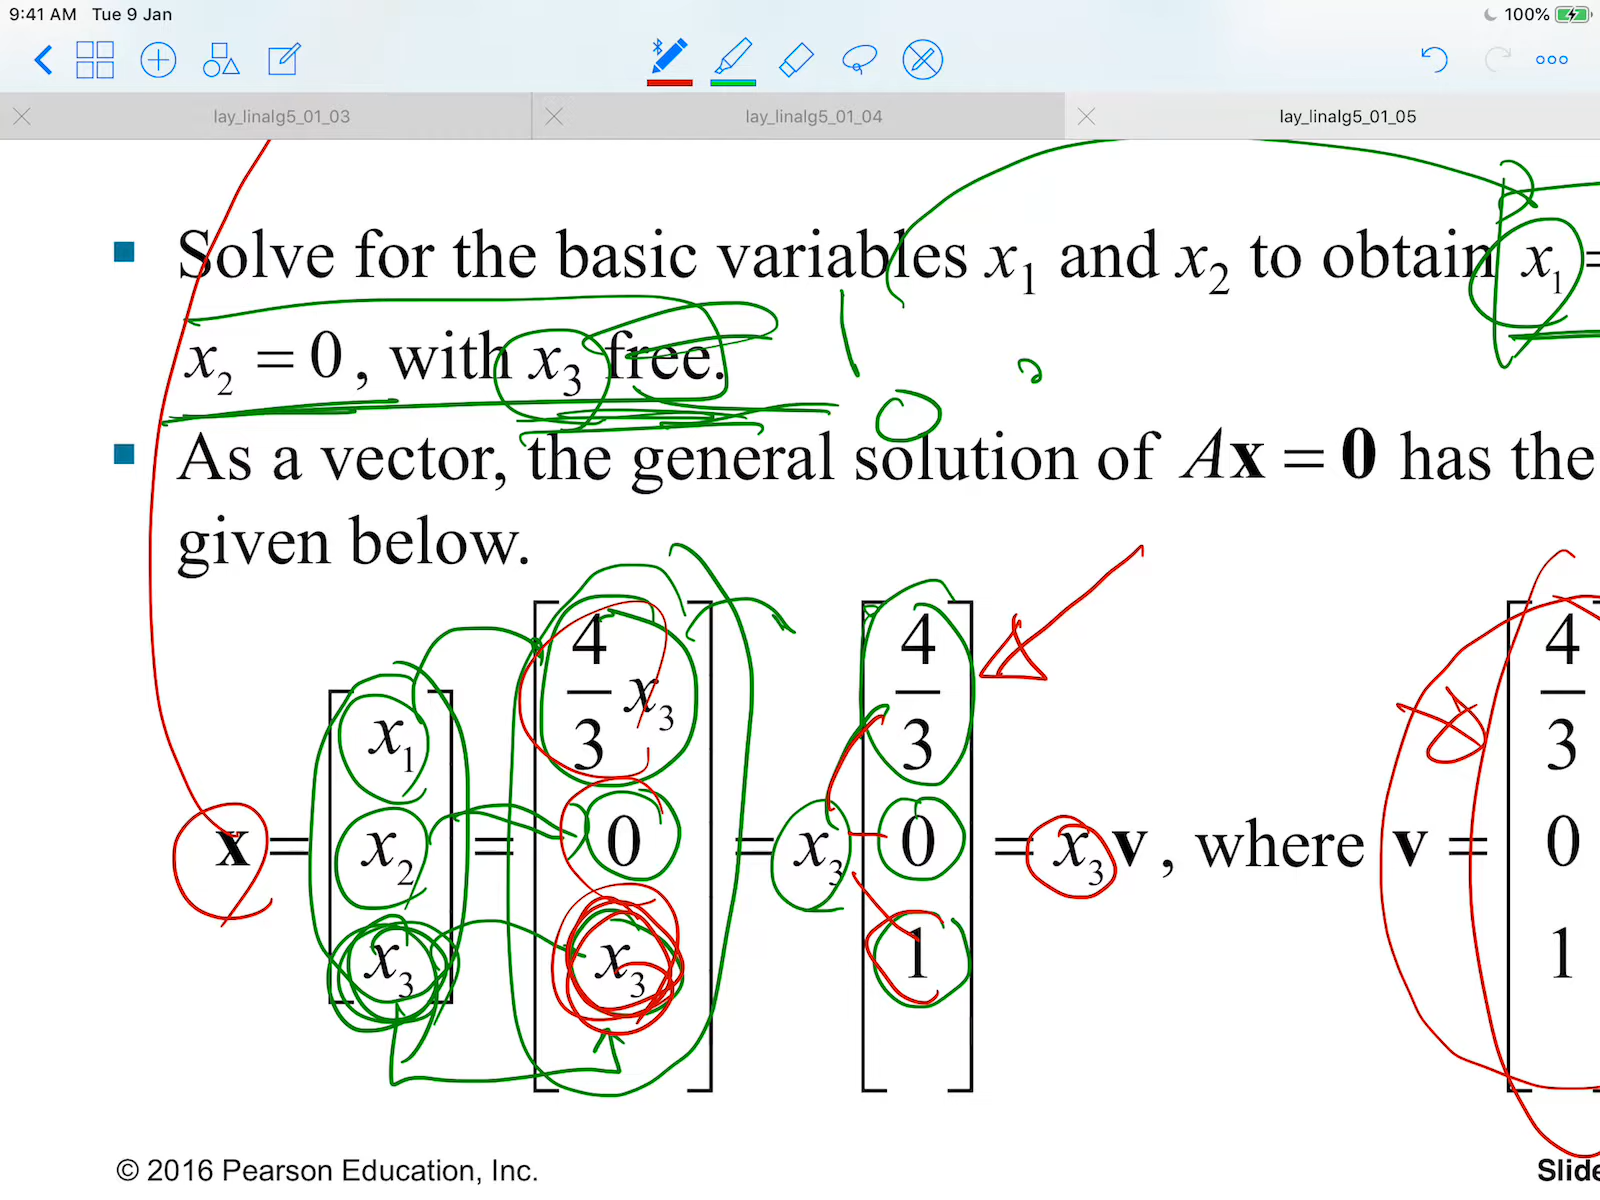 9:41 AM Tue 9 Jan 100%
lay_linalg5_01_03 lay_linalg5_01_04 lay_linalg5_01_05
▪ Solve for the basic variables x₁ and x₂ to obtain x₁ =
x₂ = 0, with x₃ free.
▪ As a vector, the general solution of Ax = 0 has the
given below.
x = [x₁ x₂ x₃] = [4/3 x₃ 0 x₃] = x₃ [4/3 0 1] = x₃v, where v = [4/3 0 1
© 2016 Pearson Education, Inc. Slide